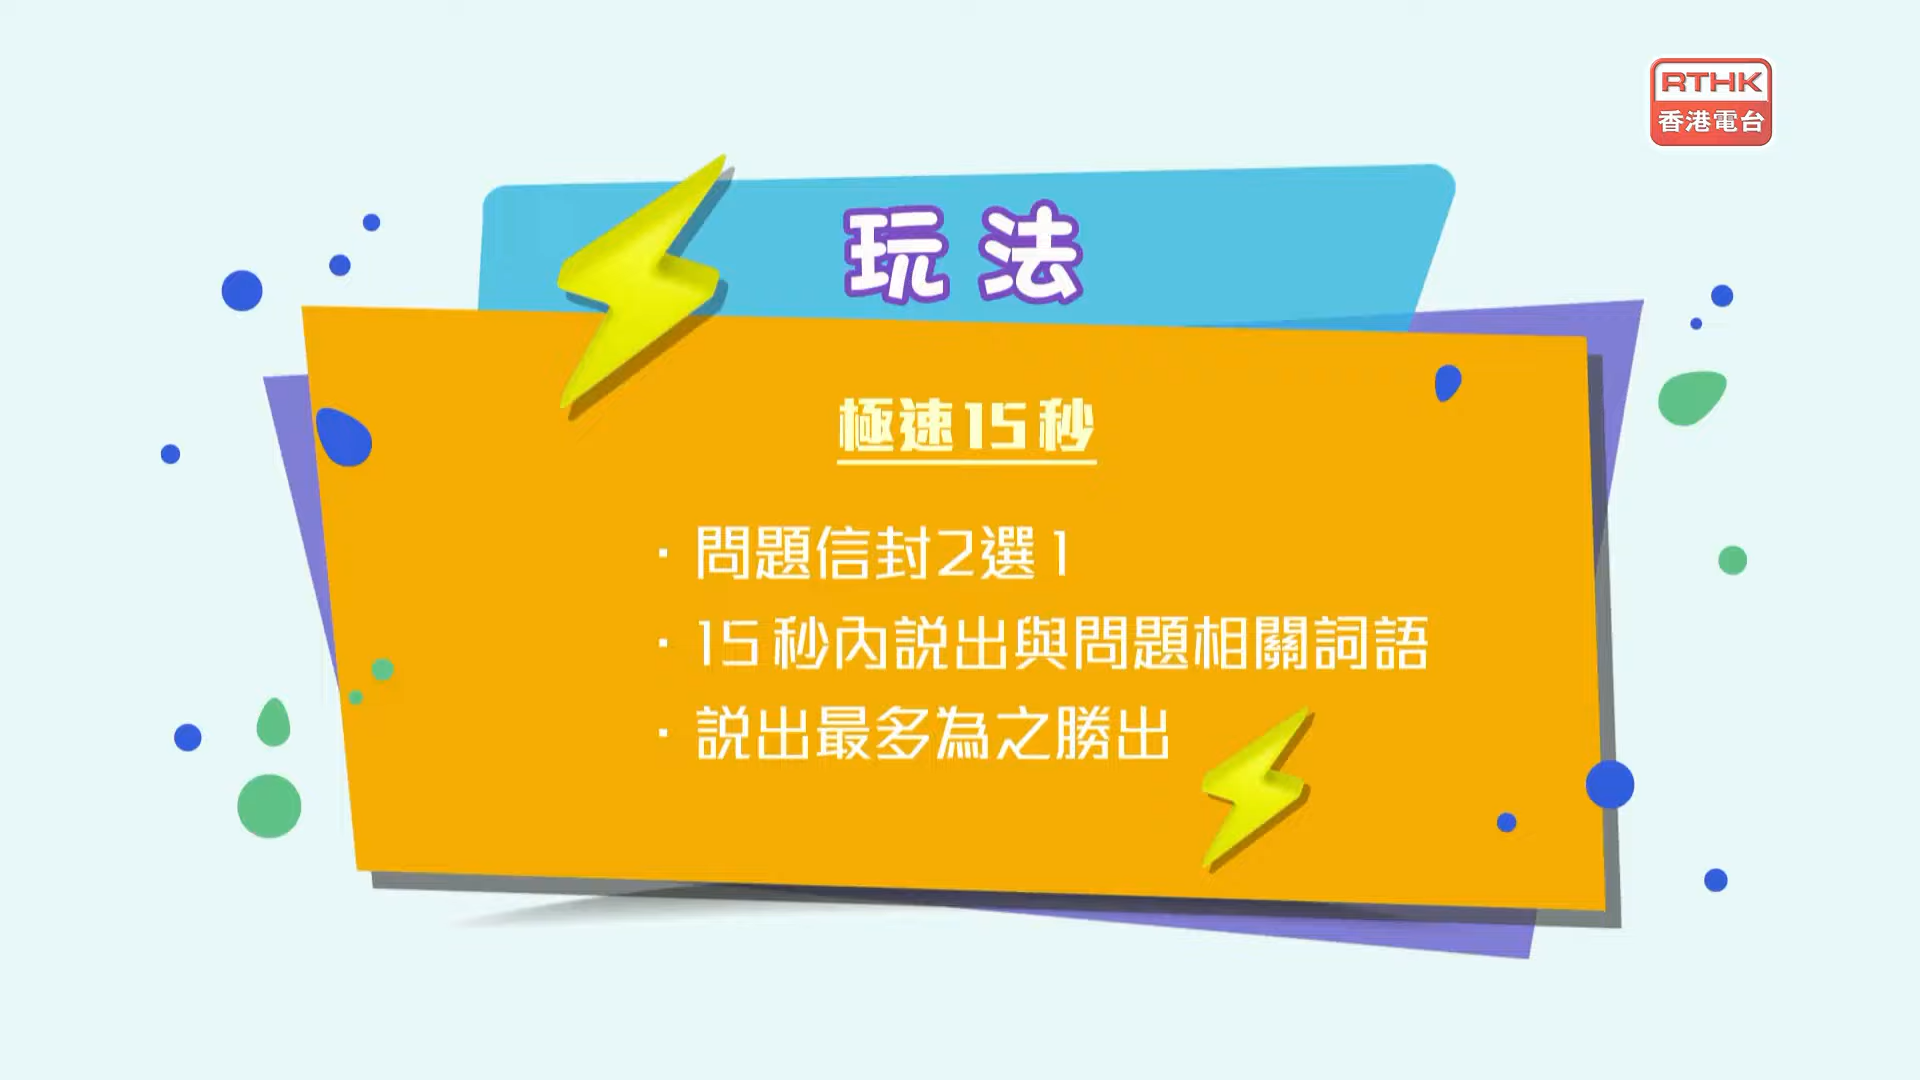 RTHK
香港電台
玩法
極速15秒
· 問題信封2選1
· 15秒內説出與問題相關詞語
· 説出最多為之勝出